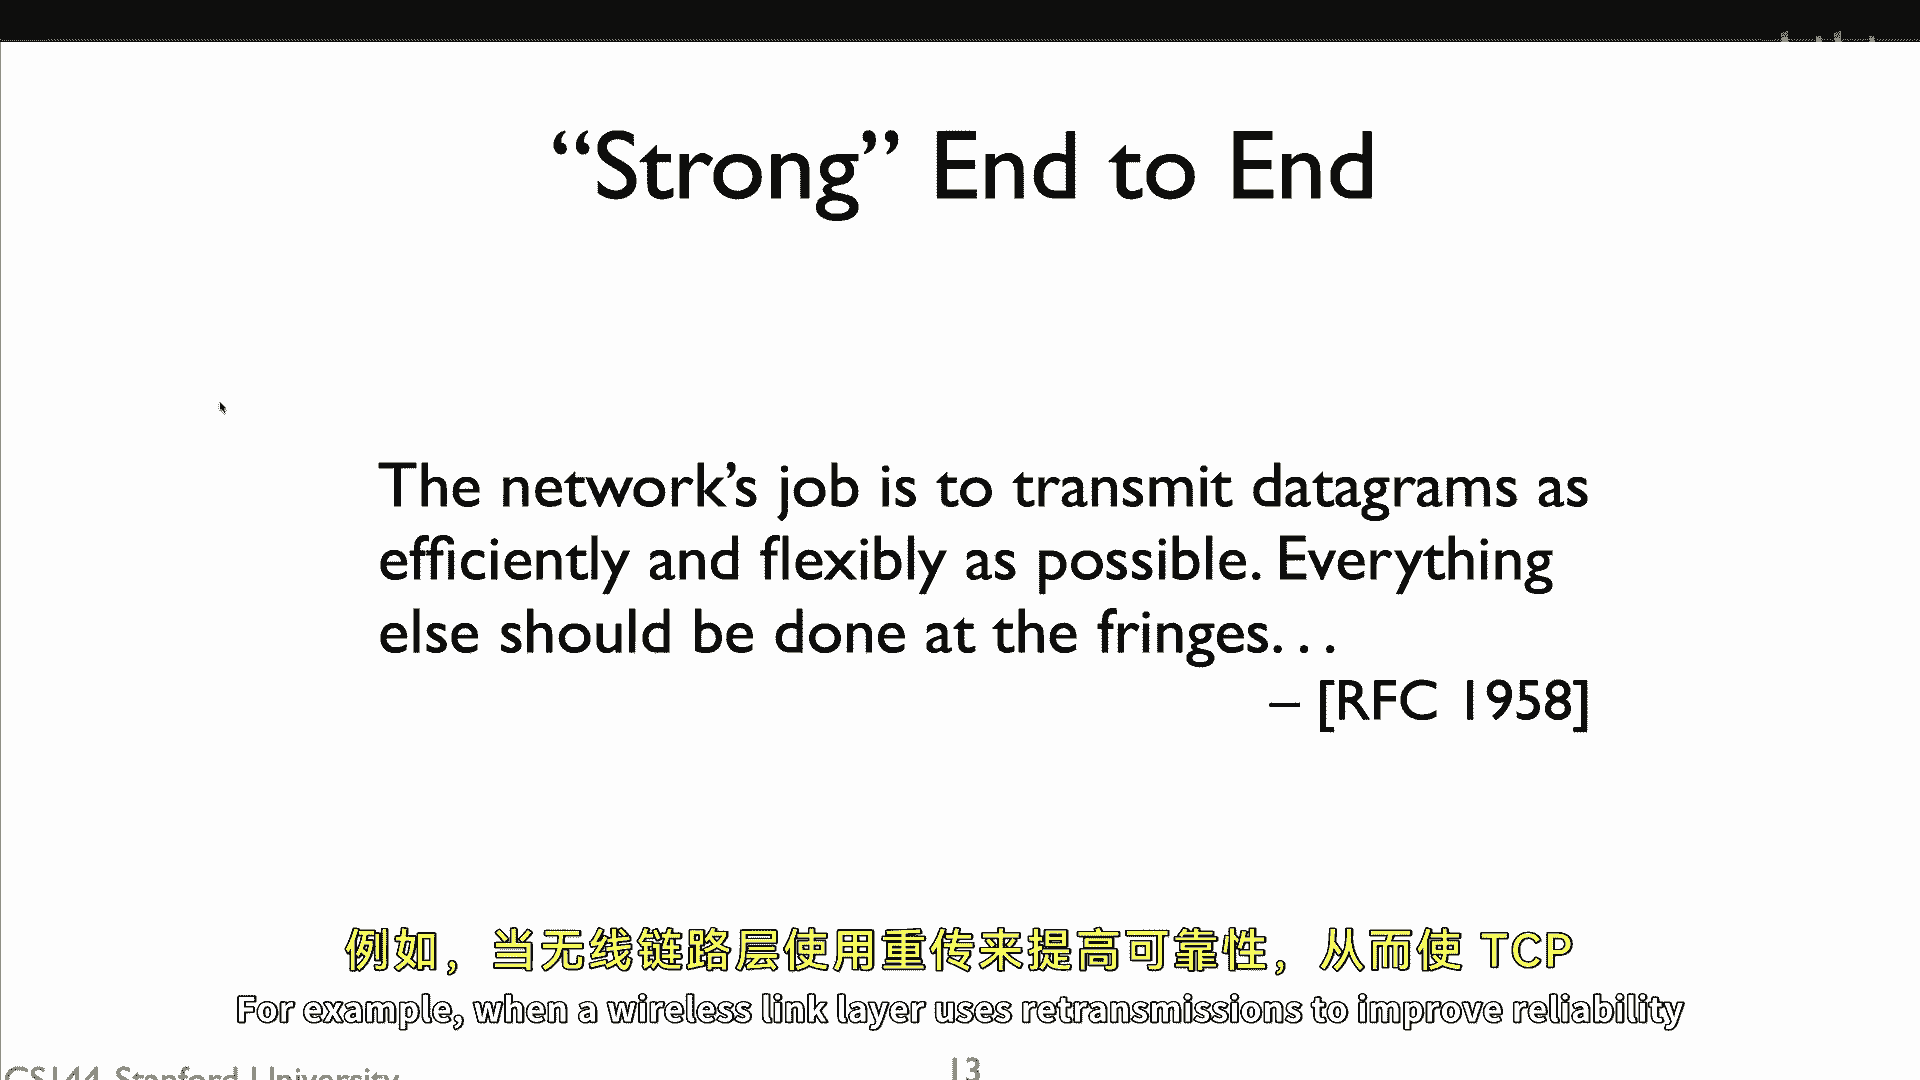 “Strong” End to End
The network’s job is to transmit datagrams as
efficiently and flexibly as possible. Everything
else should be done at the fringes. . .
– [RFC 1958]
例如，当无线链路层使用重传来提高可靠性，从而使 TCP
For example, when a wireless link layer uses retransmissions to improve reliability
CS144, Stanford University
13